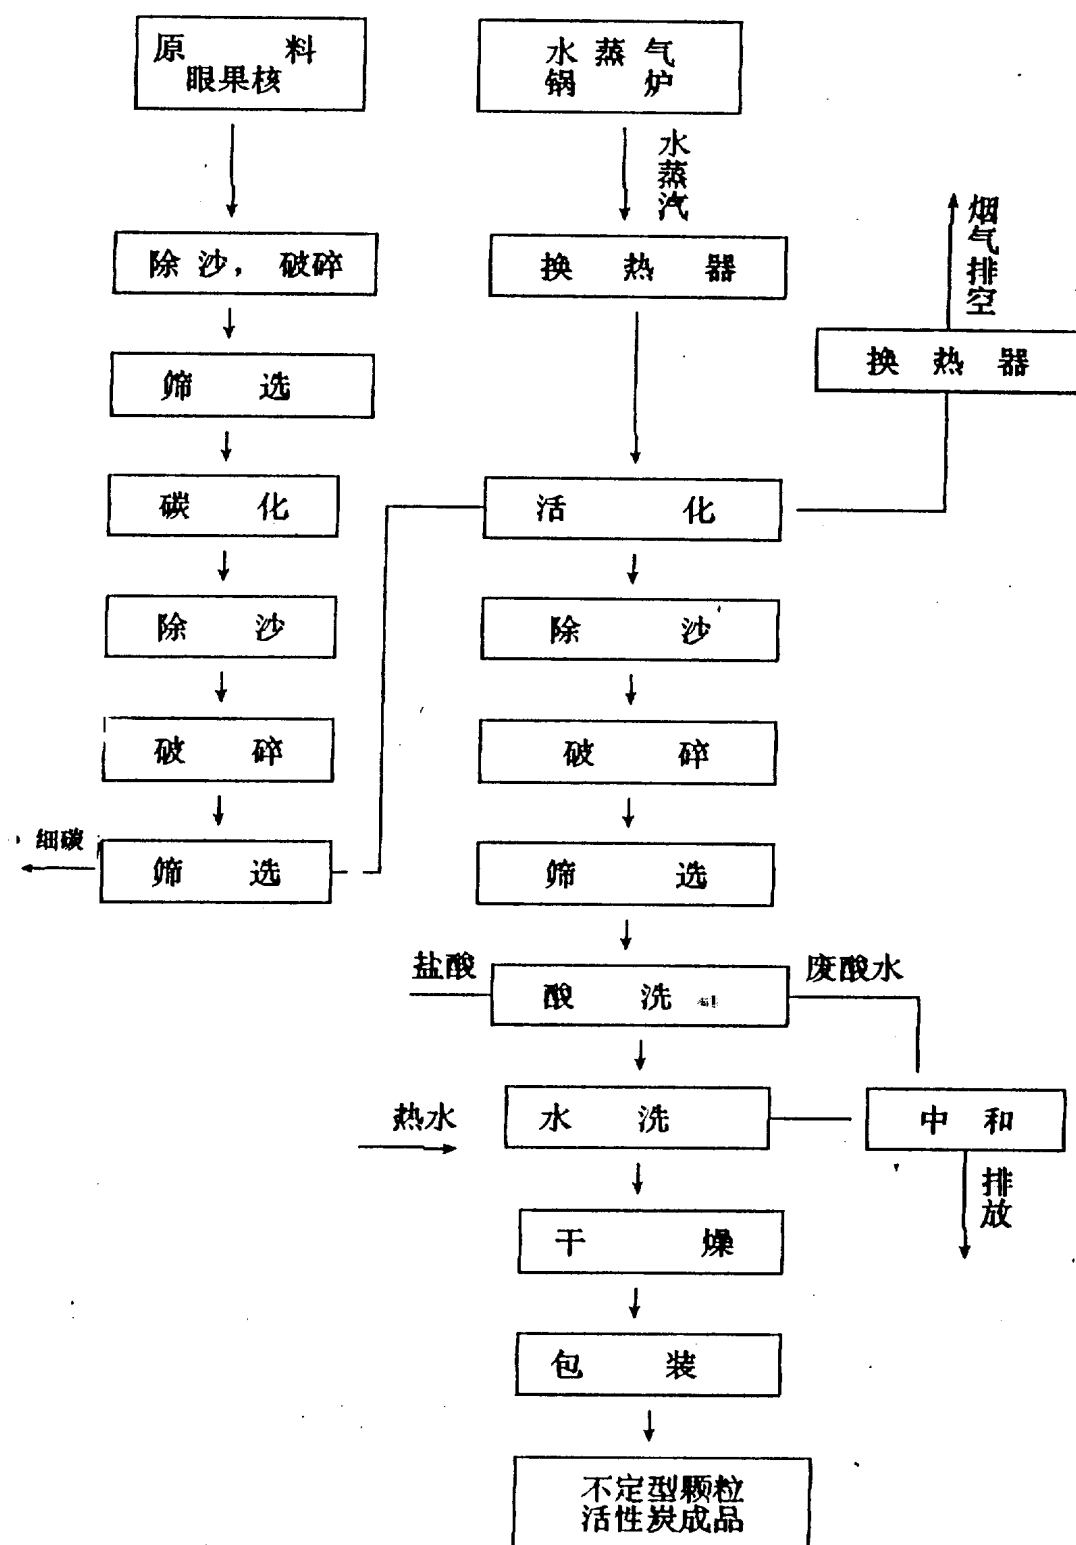 原 料
眼果核
除沙，破碎
筛选
碳化
除沙
破碎
筛选
细碳
水蒸气
锅炉
水蒸汽
换热器
活化
换热器
烟气排空
除沙
破碎
筛选
盐酸
酸洗
废酸水
热水
水洗
中和
排放
干燥
包装
不定型颗粒
活性炭成品